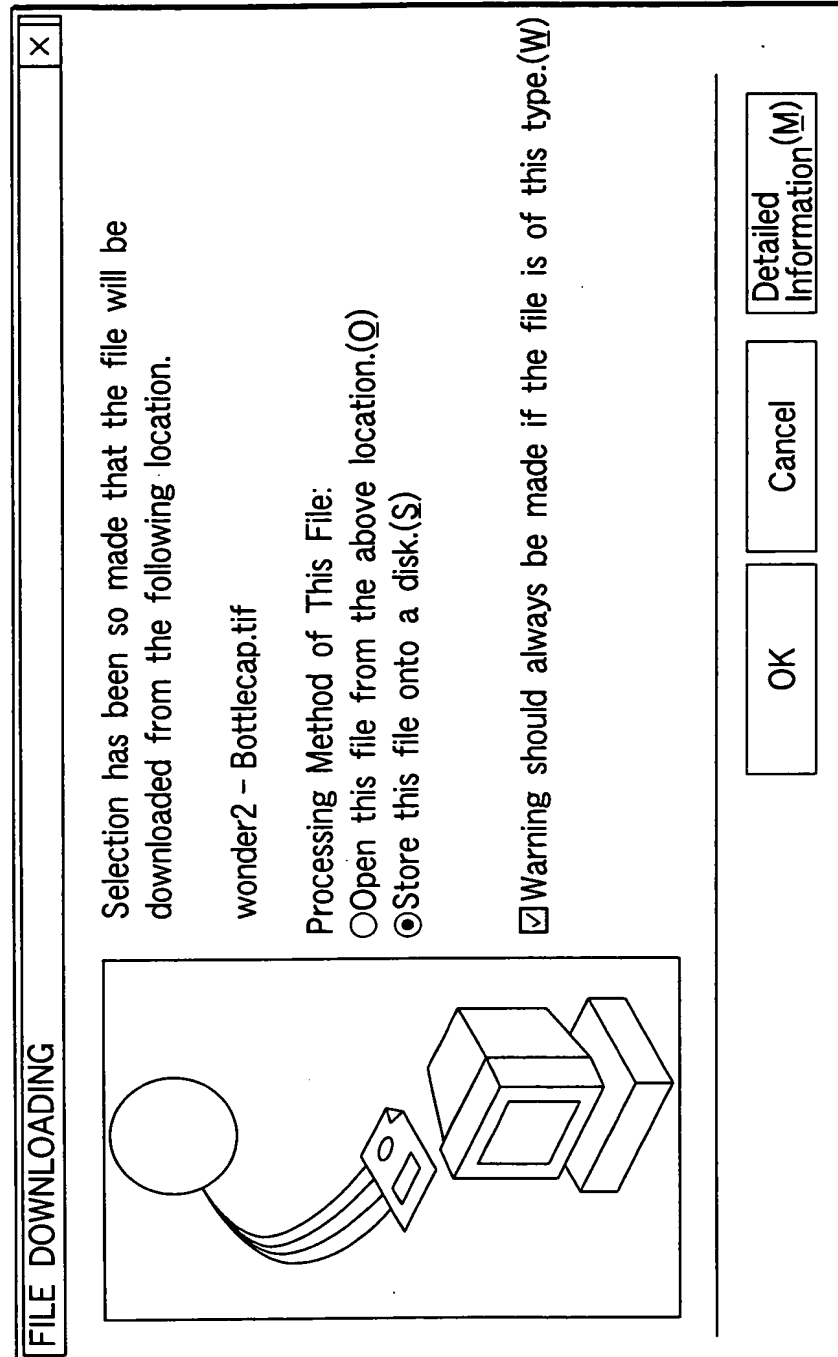 FILE DOWNLOADING
X
Selection has been so made that the file will be
downloaded from the following location.
wonder2 – Bottlecap.tif
Processing Method of This File:
Open this file from the above location.(O)
Store this file onto a disk.(S)
Warning should always be made if the file is of this type.(W)
OK
Cancel
Detailed
Information(M)